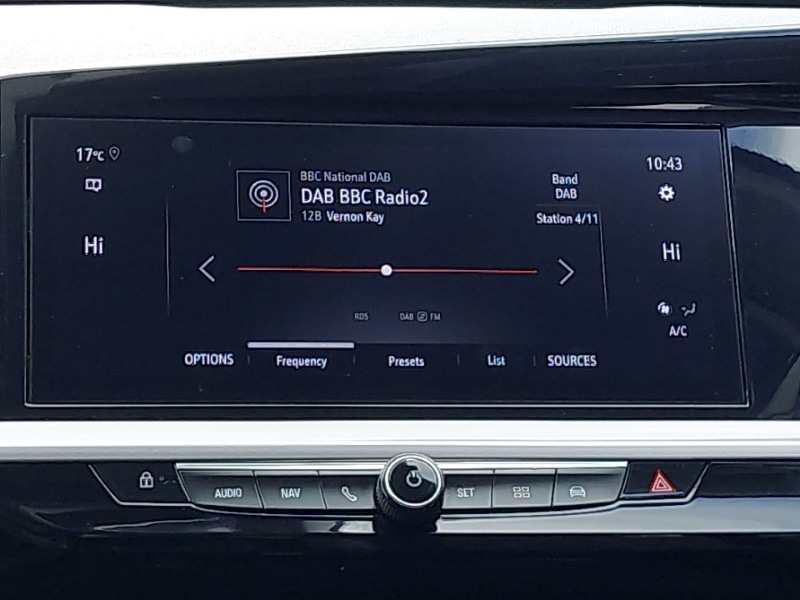 17°C
10:43
BBC National DAB
DAB BBC Radio2
12B Vernon Kay
Band
DAB
Station 4/11
Hi
Hi
RDS DAB FM
A/C
OPTIONS Frequency Presets List SOURCES
AUDIO NAV SET